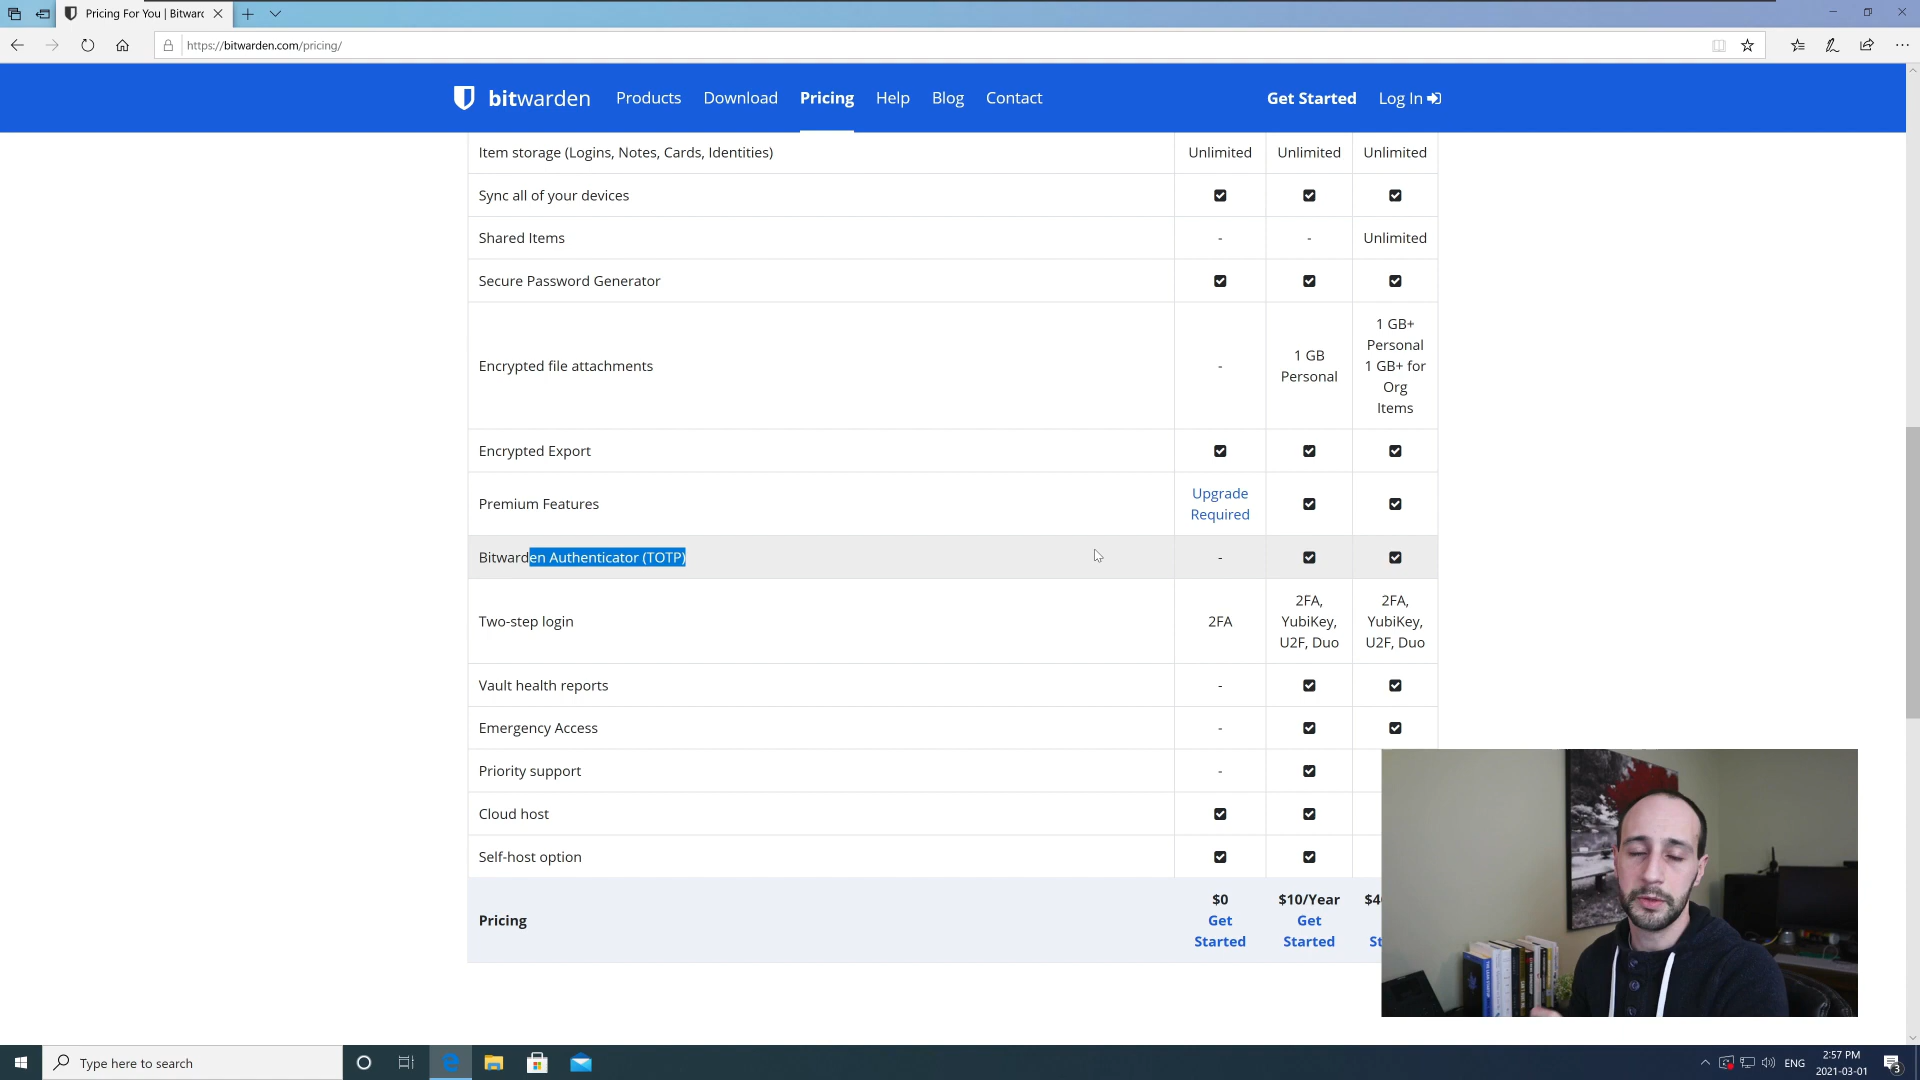 Pricing For You | Bitward
https://bitwarden.com/pricing/
bitwarden
Products
Download
Pricing
Help
Blog
Contact
Get Started
Log In
Item storage (Logins, Notes, Cards, Identities)
Unlimited
Unlimited
Unlimited
Sync all of your devices
Shared Items
-
-
Unlimited
Secure Password Generator
Encrypted file attachments
-
1 GB
Personal
1 GB+
Personal
1 GB+ for
Org
Items
Encrypted Export
Premium Features
Upgrade
Required
Bitwarden Authenticator (TOTP)
-
Two-step login
2FA
2FA,
YubiKey,
U2F, Duo
2FA,
YubiKey,
U2F, Duo
Vault health reports
-
Emergency Access
-
Priority support
-
Cloud host
Self-host option
Pricing
$0
Get
Started
$10/Year
Get
Started
$4
St
Type here to search
ENG
2:57 PM
2021-03-01
3